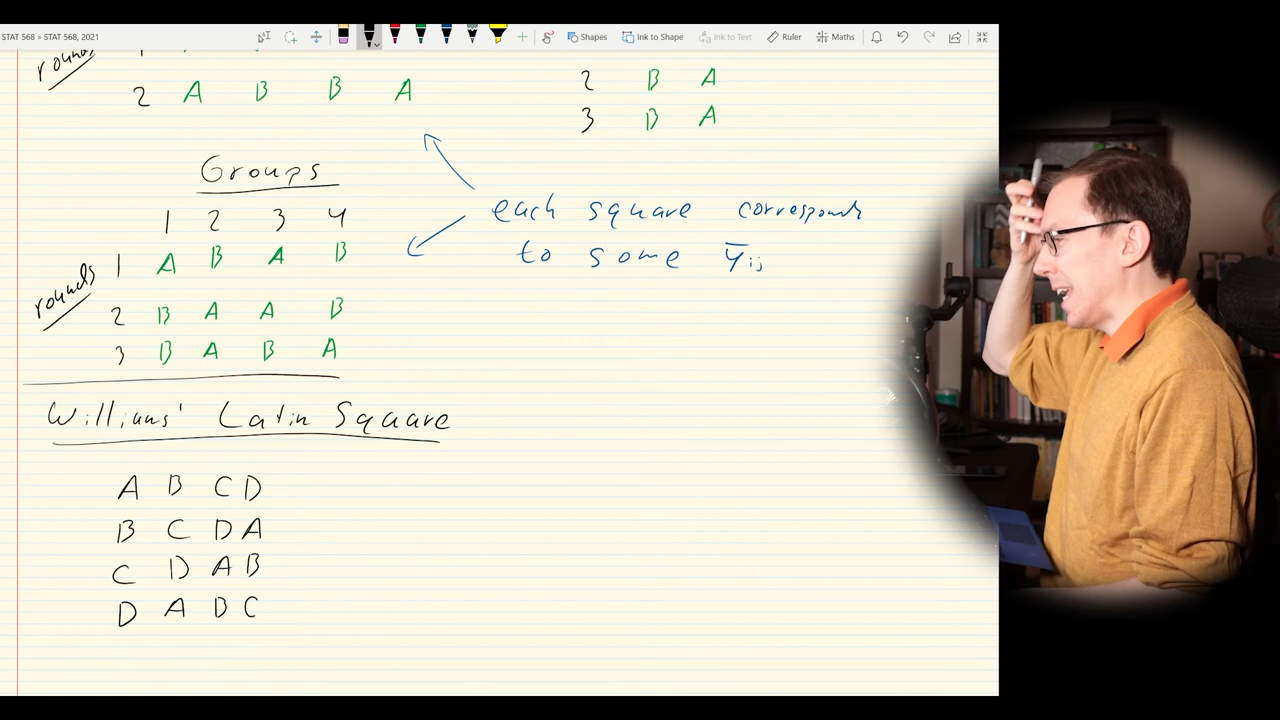 STAT 568 » STAT 568, 2021
Shapes
Ink to Shape
Ink to Text
Ruler
Maths
rounds
2 A B B A
2 B A
3 B A
Groups
1 2 3 4
rounds
1 A B A B
2 B A A B
3 B A B A
each square corresponds
to some Ȳij
Williams' Latin Square
A B C D
B C D A
C D A B
D A B C